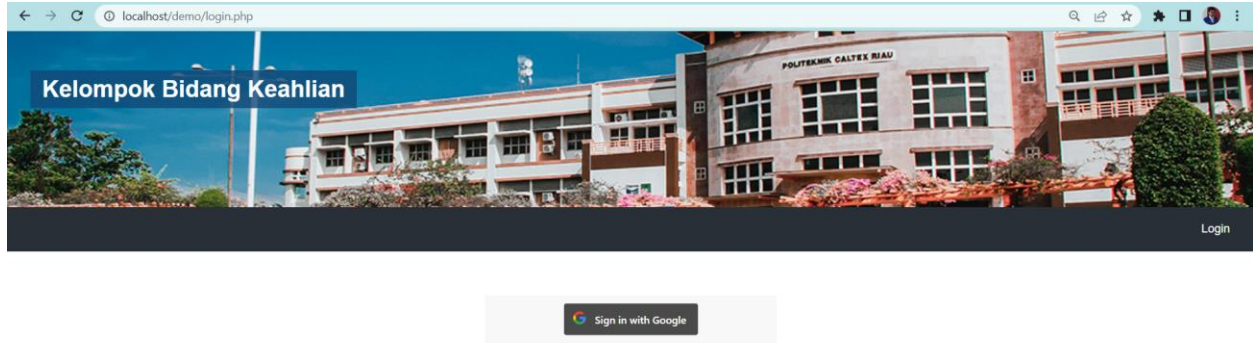 localhost/demo/login.php
POLITEKNIK CALTEX RIAU
Kelompok Bidang Keahlian
Login
Sign in with Google